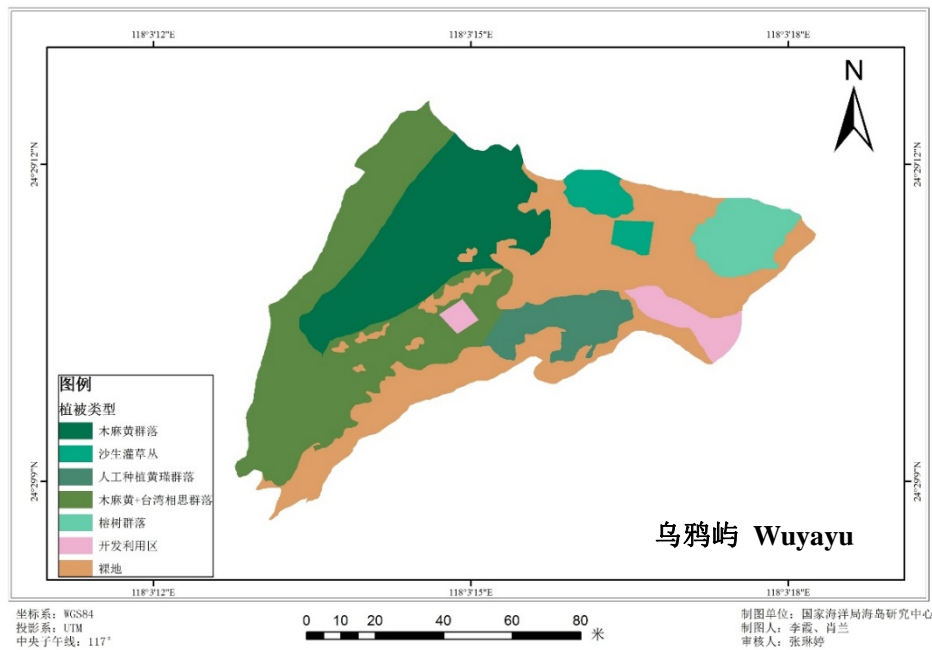 118°3'12"E 118°3'15"E 118°3'18"E
N
24°29'12"N 24°29'12"N
图例
植被类型
木麻黄群落
沙生灌草丛
人工种植黄瑾群落
木麻黄+台湾相思群落
榕树群落
开发利用区
裸地
24°29'9"N 24°29'9"N
乌鸦屿 Wuyayu
118°3'12"E 118°3'15"E 118°3'18"E
坐标系：WGS84
投影系：UTM
中央子午线：117°
0 10 20 40 60 80 米
制图单位：国家海洋局海岛研究中心
制图人：李霞、肖兰
审核人：张琳婷